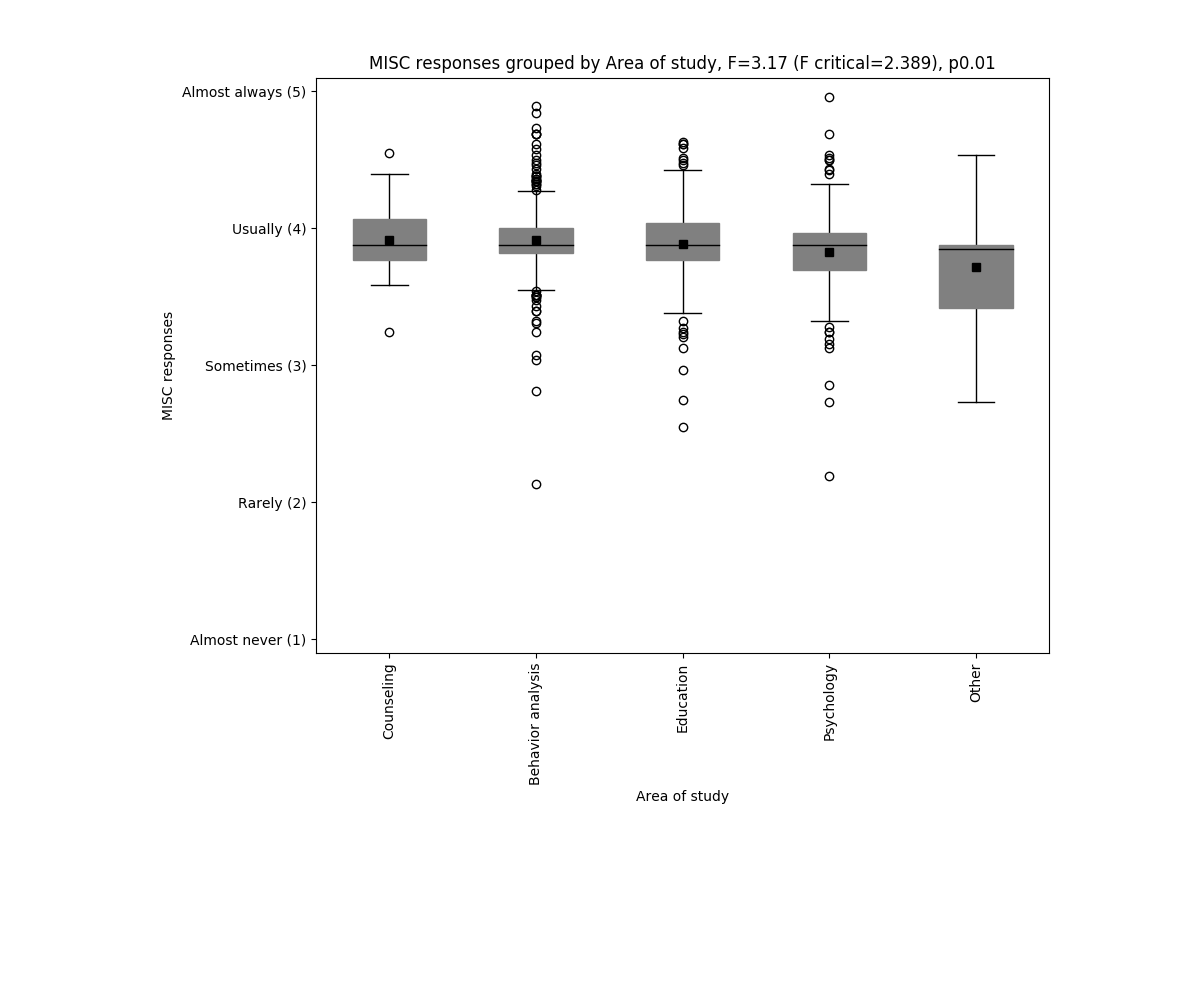 MISC responses grouped by Area of study, F=3.17 (F critical=2.389), p0.01
Almost always (5)
Usually (4)
Sometimes (3)
Rarely (2)
Almost never (1)
MISC responses
Counseling
Behavior analysis
Education
Psychology
Other
Area of study